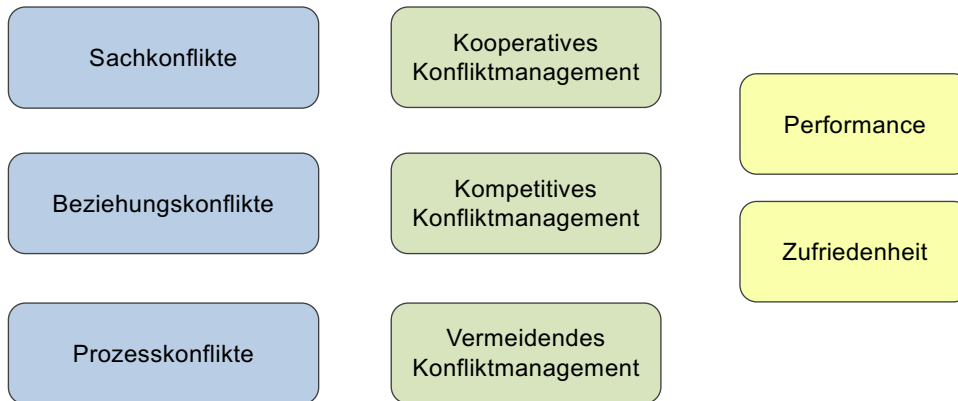 Sachkonflikte
Kooperatives
Konfliktmanagement
Performance
Beziehungskonflikte
Kompetitives
Konfliktmanagement
Zufriedenheit
Prozesskonflikte
Vermeidendes
Konfliktmanagement